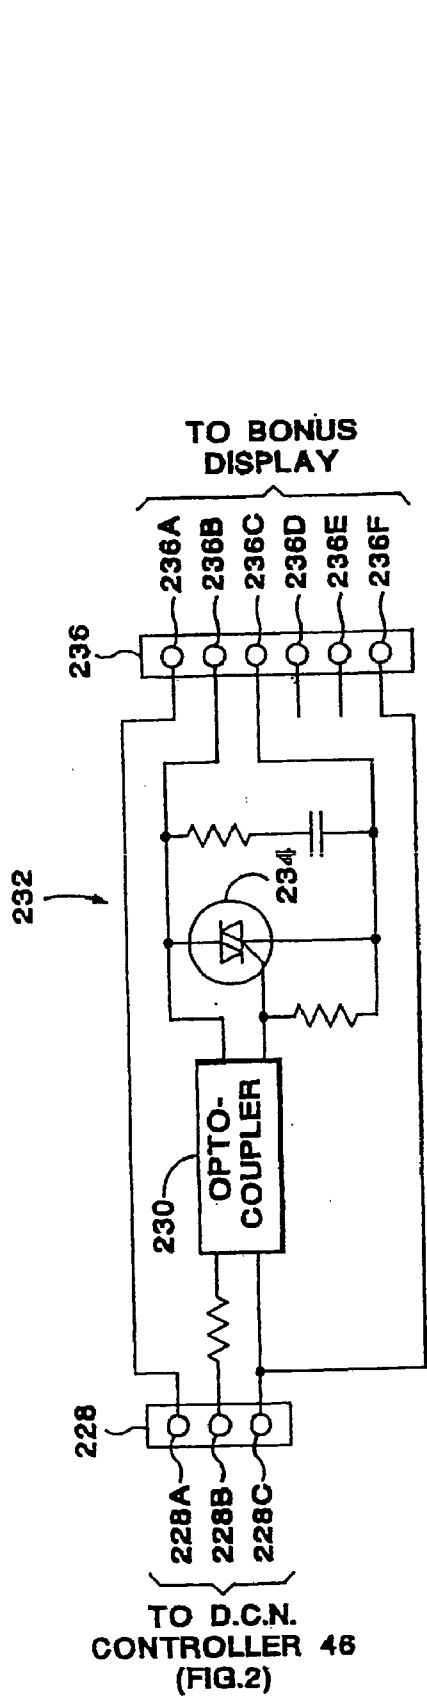 TO BONUS
DISPLAY
236A
236B
236C
236D
236E
236F
236
232
234
OPTO-
COUPLER
230
228
228A
228B
228C
TO D.C.N.
CONTROLLER 46
(FIG.2)